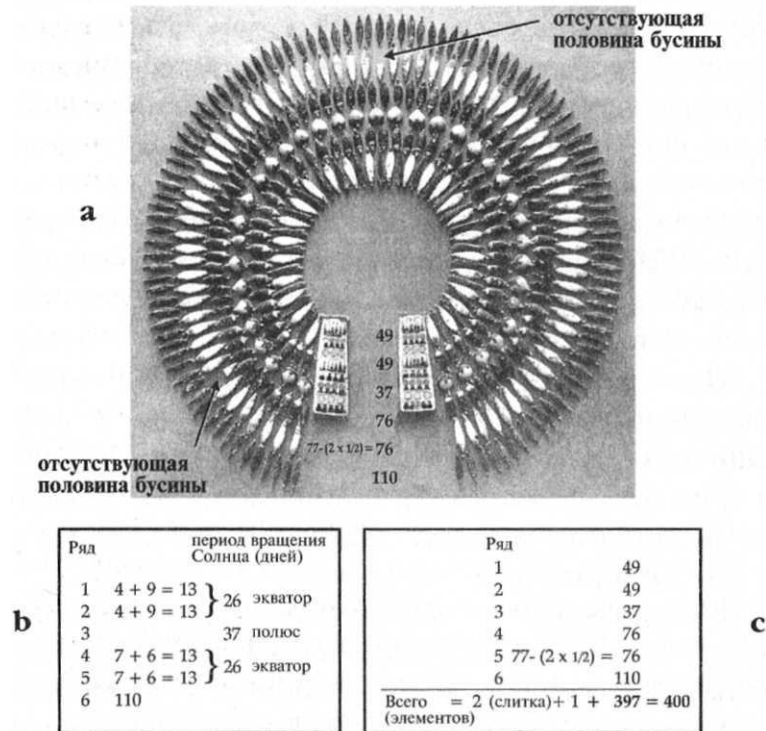 отсутствующая
половина бусины
a
49
49
37
76
77-(2 x 1/2) = 76
110
отсутствующая
половина бусины
b
Ряд период вращения
Солнца (дней)
1 4 + 9 = 13
2 4 + 9 = 13 } 26 экватор
3 37 полюс
4 7 + 6 = 13
5 7 + 6 = 13 } 26 экватор
6 110
c
Ряд
1 49
2 49
3 37
4 76
5 77- (2 x 1/2) = 76
6 110
Всего = 2 (слитка)+ 1 + 397 = 400
(элементов)